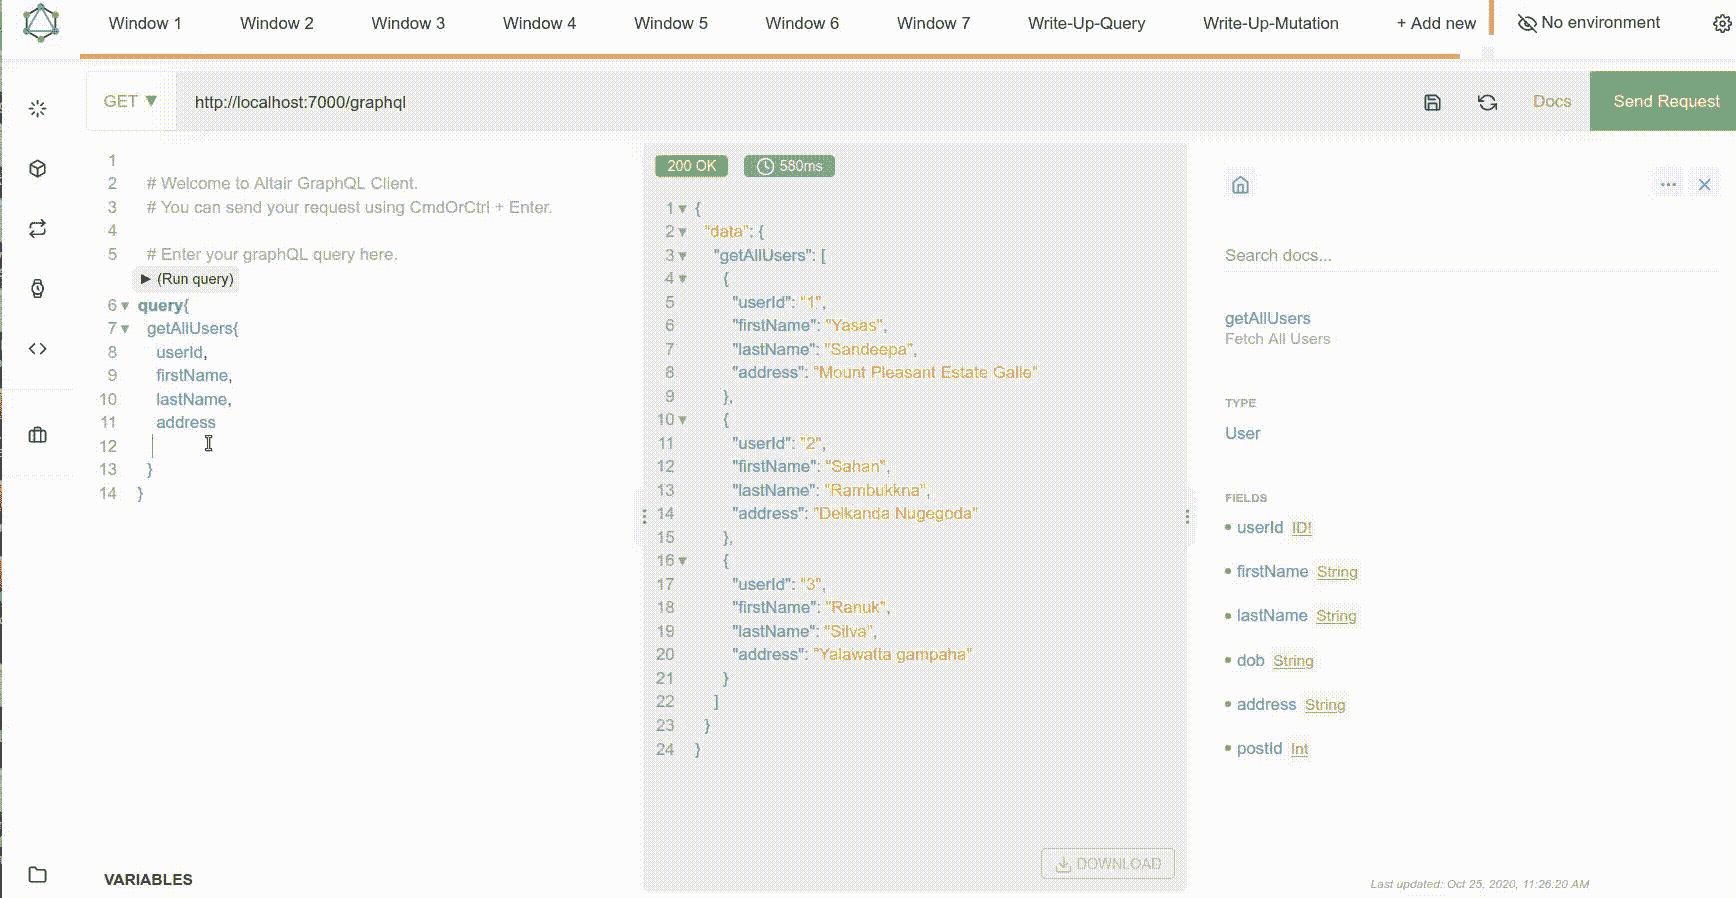 Window 1 Window 2 Window 3 Window 4 Window 5 Window 6 Window 7 Write-Up-Query Write-Up-Mutation + Add new No environment
GET ▼ http://localhost:7000/graphql Docs Send Request
1
2 # Welcome to Altair GraphQL Client.
3 # You can send your request using CmdOrCtrl + Enter.
4
5 # Enter your graphQL query here.
▶ (Run query)
6 ▼ query{
7 ▼ getAllUsers{
8 userId,
9 firstName,
10 lastName,
11 address
12
13 }
14 }
VARIABLES
200 OK 580ms
1 ▼ {
2 ▼ "data": {
3 ▼ "getAllUsers": [
4 ▼ {
5 "userId": "1",
6 "firstName": "Yasas",
7 "lastName": "Sandeepa",
8 "address": "Mount Pleasant Estate Galle"
9 },
10 ▼ {
11 "userId": "2",
12 "firstName": "Sahan",
13 "lastName": "Rambukkna",
14 "address": "Delkanda Nugegoda"
15 },
16 ▼ {
17 "userId": "3",
18 "firstName": "Ranuk",
19 "lastName": "Silva",
20 "address": "Yalawatta gampaha"
21 }
22 ]
23 }
24 }
DOWNLOAD
Search docs...
getAllUsers
Fetch All Users
TYPE
User
FIELDS
• userId ID!
• firstName String
• lastName String
• dob String
• address String
• postId Int
Last updated: Oct 25, 2020, 11:26:20 AM